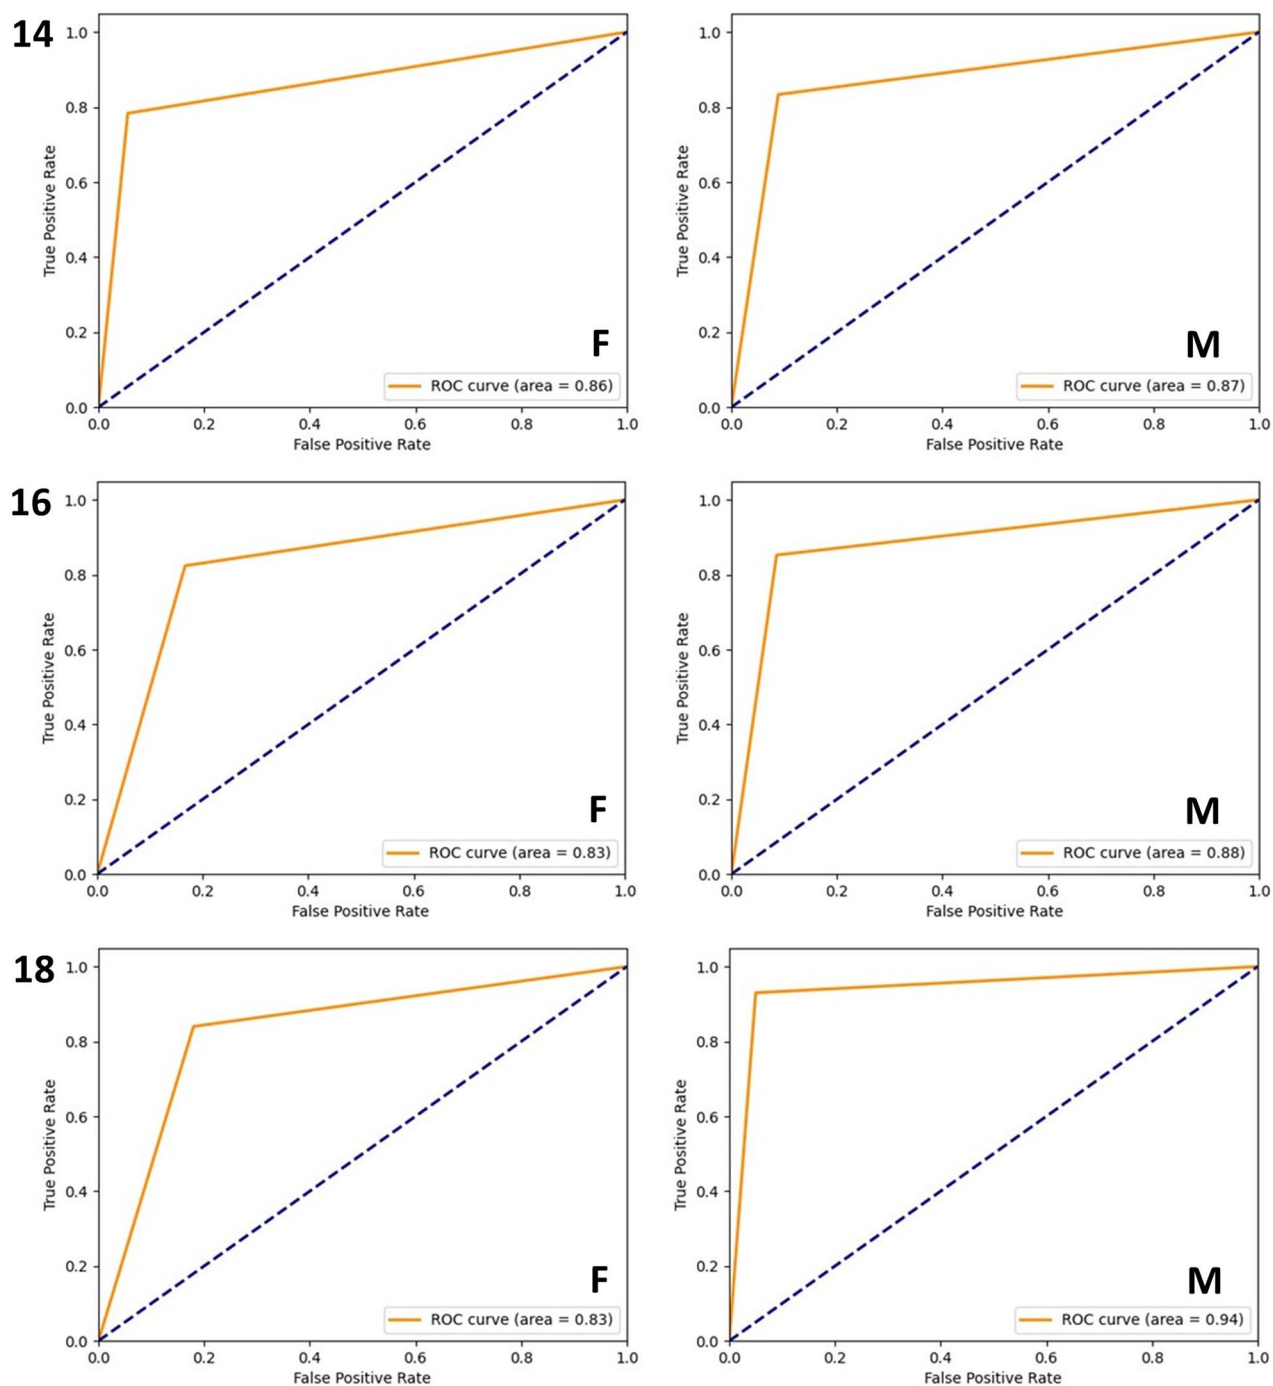 14
1.0
0.8
0.6
0.4
0.2
0.0
True Positive Rate
F
ROC curve (area = 0.86)
0.0 0.2 0.4 0.6 0.8 1.0
False Positive Rate
1.0
0.8
0.6
0.4
0.2
0.0
True Positive Rate
M
ROC curve (area = 0.87)
0.0 0.2 0.4 0.6 0.8 1.0
False Positive Rate
16
1.0
0.8
0.6
0.4
0.2
0.0
True Positive Rate
F
ROC curve (area = 0.83)
0.0 0.2 0.4 0.6 0.8 1.0
False Positive Rate
1.0
0.8
0.6
0.4
0.2
0.0
True Positive Rate
M
ROC curve (area = 0.88)
0.0 0.2 0.4 0.6 0.8 1.0
False Positive Rate
18
1.0
0.8
0.6
0.4
0.2
0.0
True Positive Rate
F
ROC curve (area = 0.83)
0.0 0.2 0.4 0.6 0.8 1.0
False Positive Rate
1.0
0.8
0.6
0.4
0.2
0.0
True Positive Rate
M
ROC curve (area = 0.94)
0.0 0.2 0.4 0.6 0.8 1.0
False Positive Rate